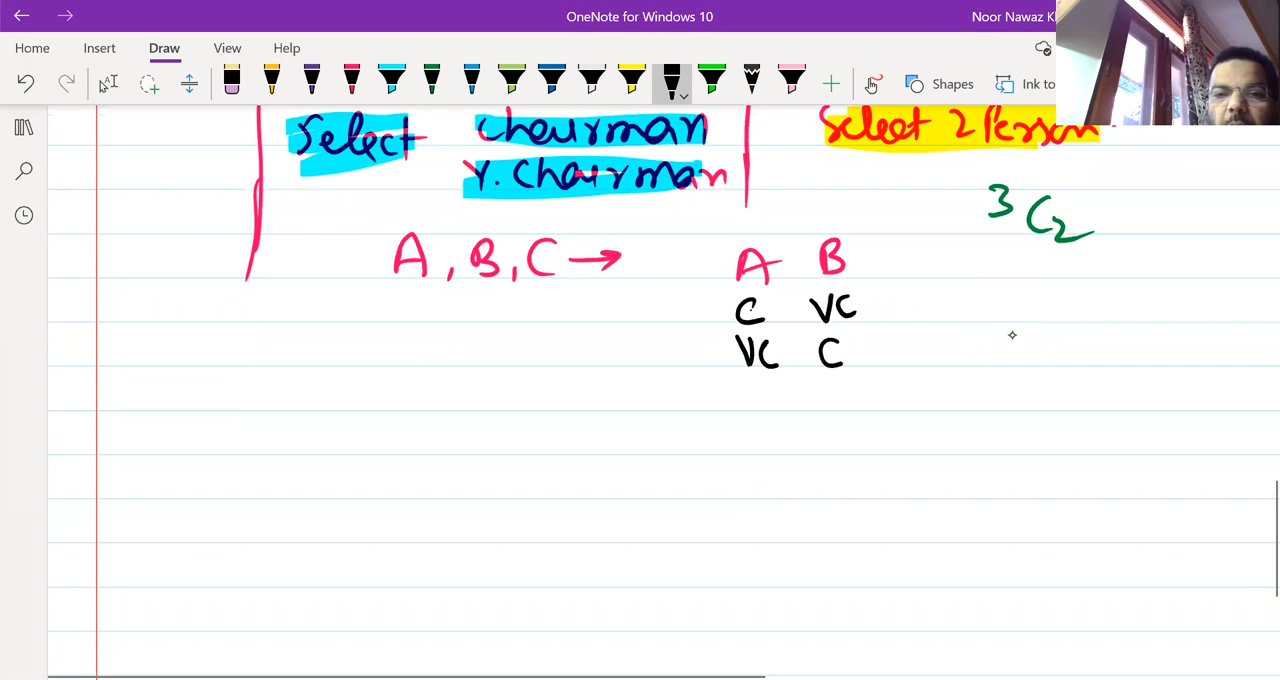 OneNote for Windows 10
Noor Nawaz K
Home Insert Draw View Help
Shapes Ink to
Select Chairman
V. Chairman
Select 2 Person
³C₂
A, B, C → A B
C VC
VC C